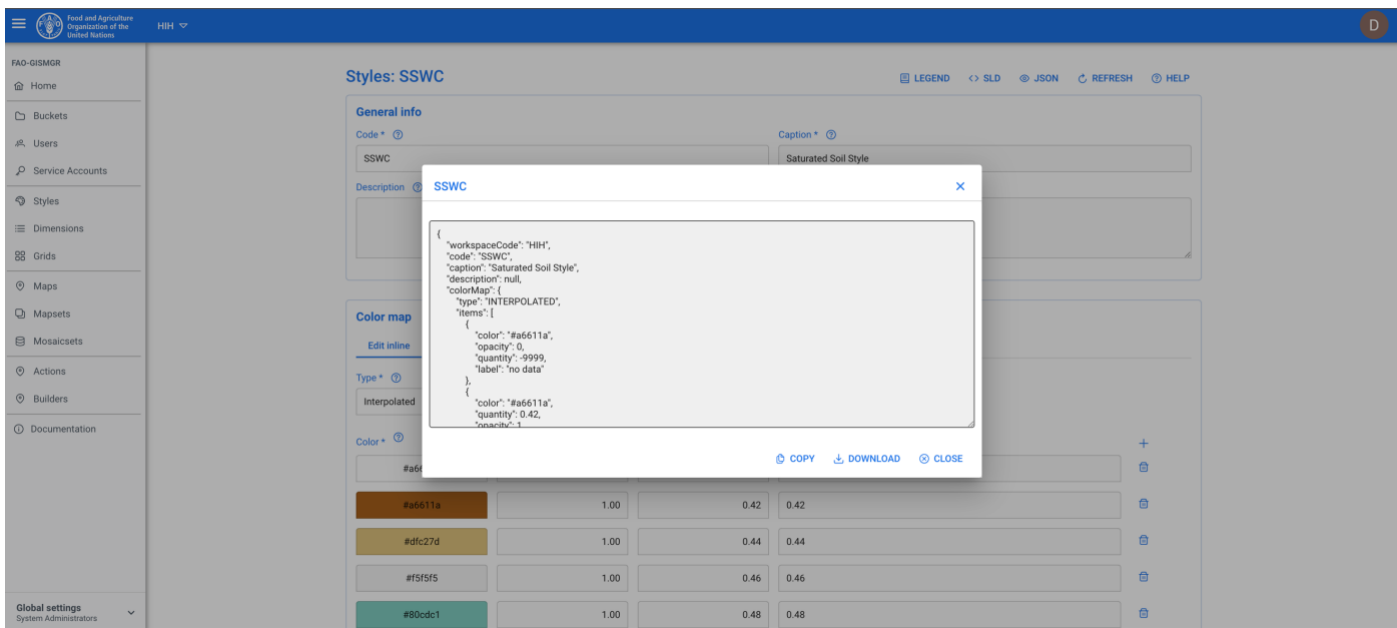 Food and Agriculture
Organization of the
United Nations
HIH
D
FAO-GISMGR
Home
Buckets
Users
Service Accounts
Styles
Dimensions
Grids
Maps
Mapsets
Mosaicsets
Actions
Builders
Documentation
Global settings
System Administrators
Styles: SSWC
LEGEND
SLD
JSON
REFRESH
HELP
General info
Code *
Caption *
SSWC
Saturated Soil Style
Description
Color map
Edit inline
Type *
Interpolated
Color *
#a66
#a6611a 1.00 0.42 0.42
#dfc27d 1.00 0.44 0.44
#f5f5f5 1.00 0.46 0.46
#80cdc1 1.00 0.48 0.48
SSWC
{
"workspaceCode": "HIH",
"code": "SSWC",
"caption": "Saturated Soil Style",
"description": null,
"colorMap": {
"type": "INTERPOLATED",
"items": [
{
"color": "#a6611a",
"opacity": 0,
"quantity": -9999,
"label": "no data"
},
{
"color": "#a6611a",
"quantity": 0.42,
"opacity": 1
COPY
DOWNLOAD
CLOSE